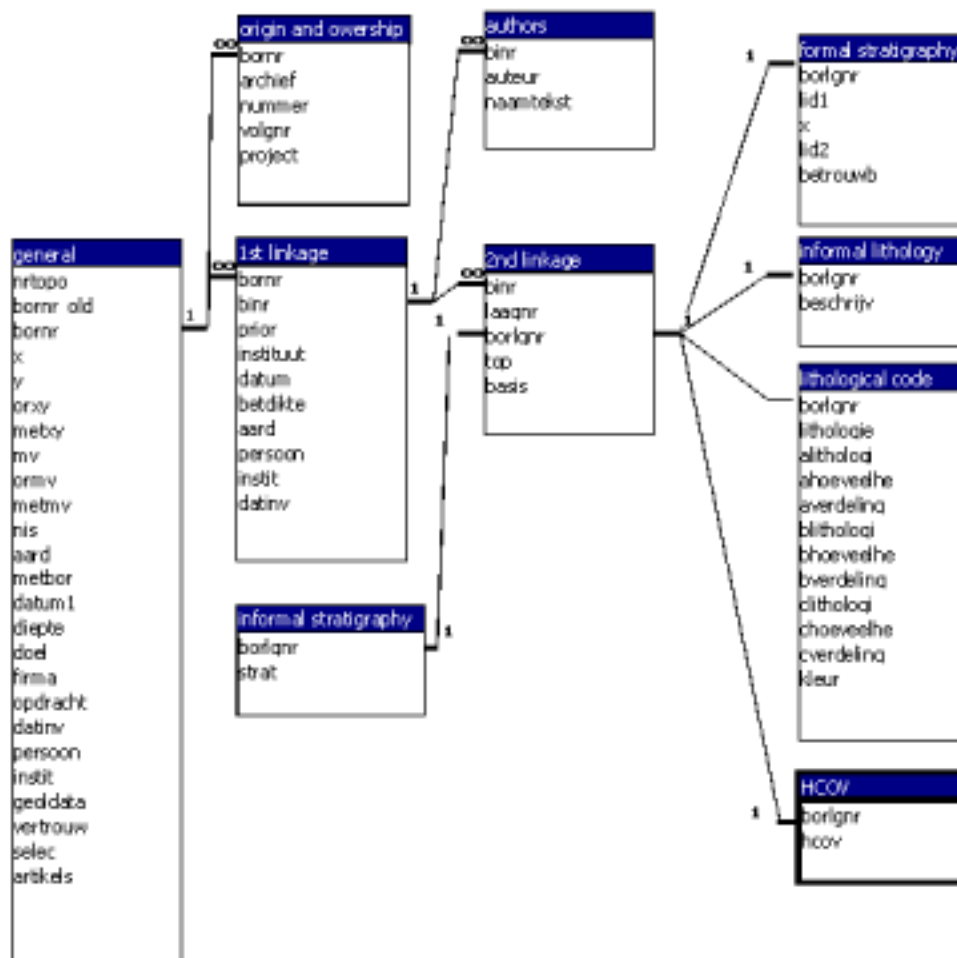 origin and owership
bornr
archief
nummer
volgnr
project
authors
binr
auteur
naamtekst
formal stratigraphy
borlgnr
lid1
x
lid2
betrouwb
general
nrtopo
bornr_old
bornr
x
y
orxy
metxy
mv
ormv
metmv
nis
aard
metbor
datum1
diepte
doel
firma
opdracht
datinv
persoon
instit
geoldata
vertrouw
selec
artikels
1st linkage
bornr
binr
prior
instituut
datum
betdikte
aard
persoon
instit
datinv
2nd linkage
binr
laagnr
borlgnr
top
basis
informal lithology
borlgnr
beschrijv
lithological code
borlgnr
lithologie
alithologi
ahoeveelhe
averdeling
blithologi
bhoeveelhe
bverdeling
clithologi
choeveelhe
cverdeling
kleur
informal stratigraphy
borlgnr
strat
HCOV
borlgnr
hcov
∞
∞
∞
∞
1
1
1
1
1
1
1
1